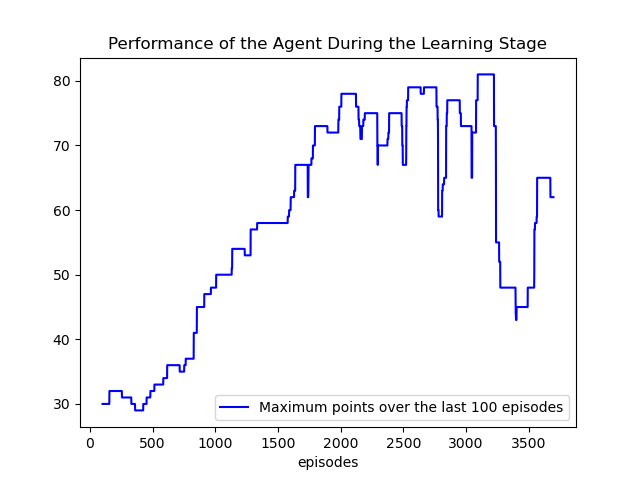 Performance of the Agent During the Learning Stage
80
70
60
50
40
30
Maximum points over the last 100 episodes
0 500 1000 1500 2000 2500 3000 3500
episodes